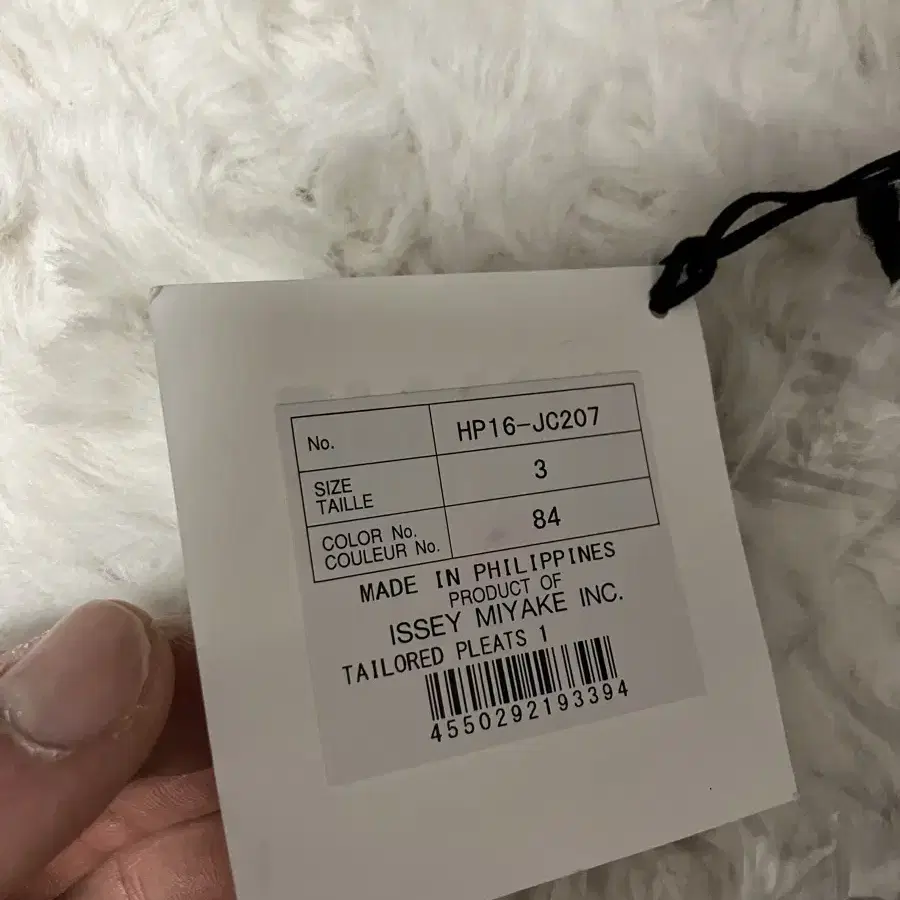 No. HP16-JC207
SIZE
TAILLE
3
COLOR No.
COULEUR No.
84
MADE IN PHILIPPINES
PRODUCT OF
ISSEY MIYAKE INC.
TAILORED PLEATS 1
4550292193394